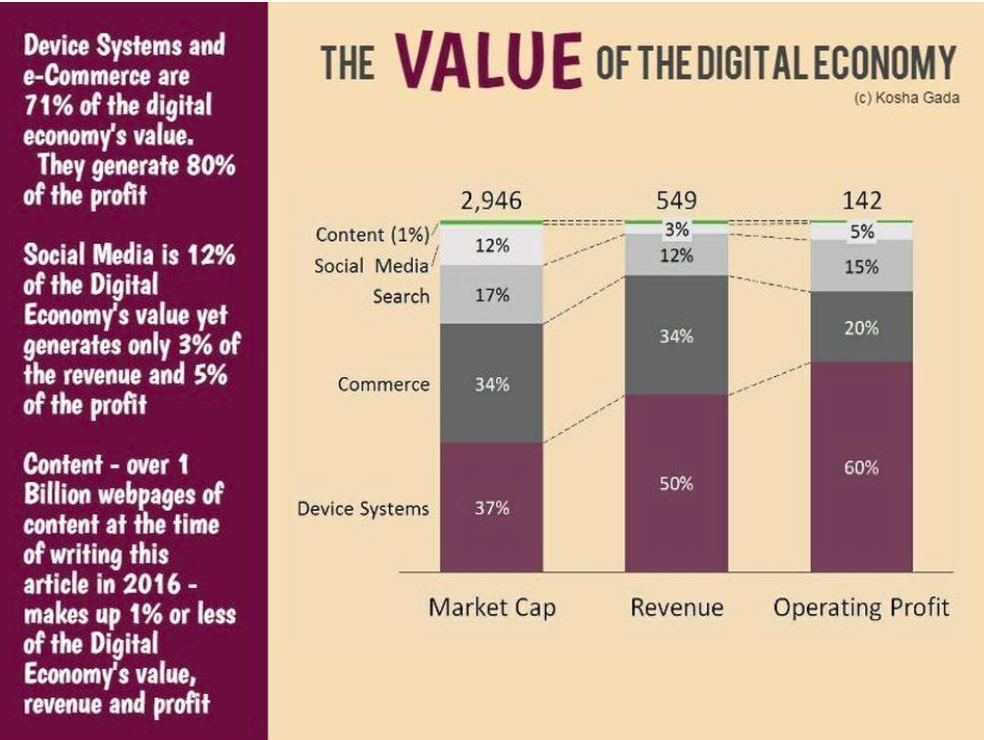 Device Systems and
e-Commerce are
71% of the digital
economy's value.
They generate 80%
of the profit
Social Media is 12%
of the Digital
Economy's value yet
generates only 3% of
the revenue and 5%
of the profit
Content - over 1
Billion webpages of
content at the time
of writing this
article in 2016 -
makes up 1% or less
of the Digital
Economy's value,
revenue and profit
THE VALUE OF THE DIGITAL ECONOMY
(c) Kosha Gada
2,946 549 142
Content (1%)
3% 5%
12%
Social Media
12%
15%
Search 17%
34%
20%
Commerce 34%
60%
50%
Device Systems 37%
Market Cap Revenue Operating Profit